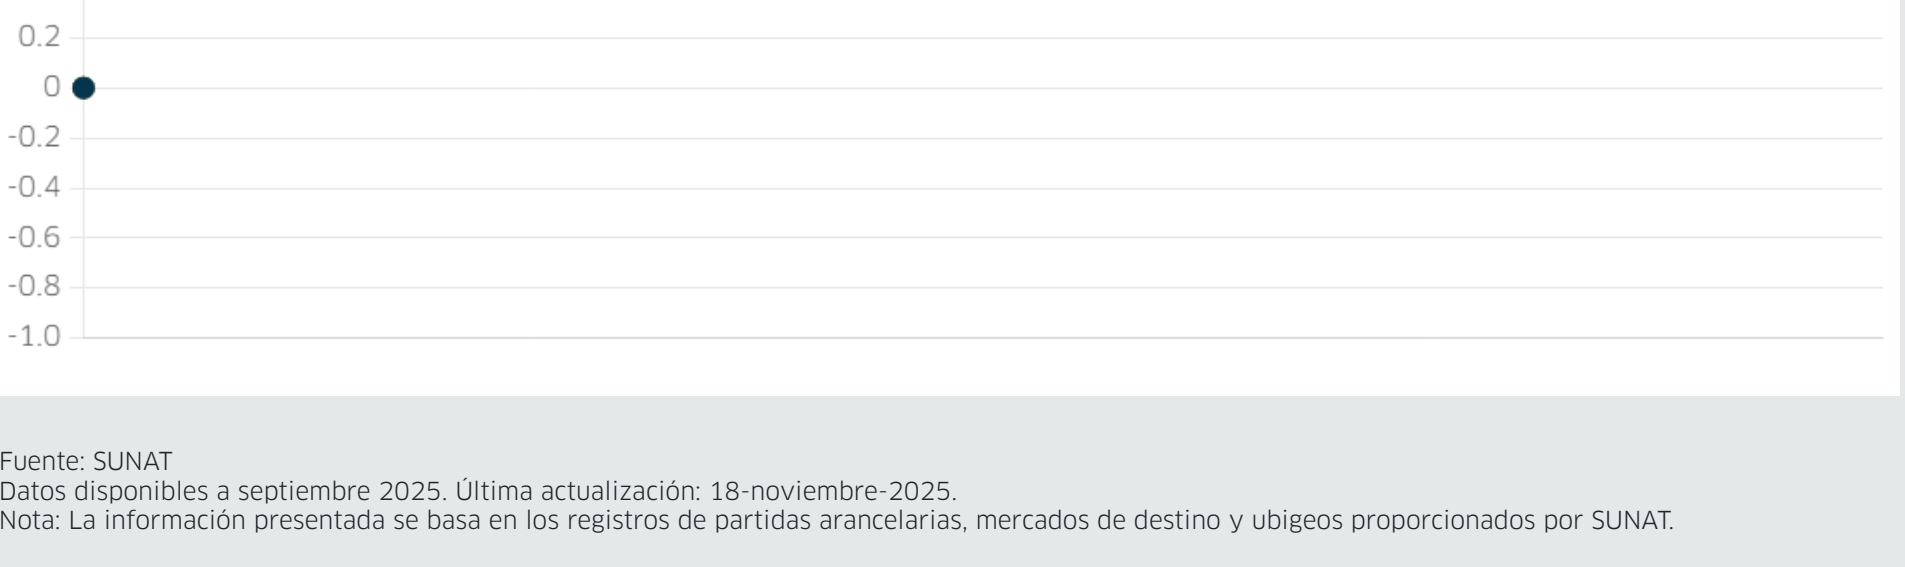 0.2
0
-0.2
-0.4
-0.6
-0.8
-1.0
Fuente: SUNAT
Datos disponibles a septiembre 2025. Última actualización: 18-noviembre-2025.
Nota: La información presentada se basa en los registros de partidas arancelarias, mercados de destino y ubigeos proporcionados por SUNAT.